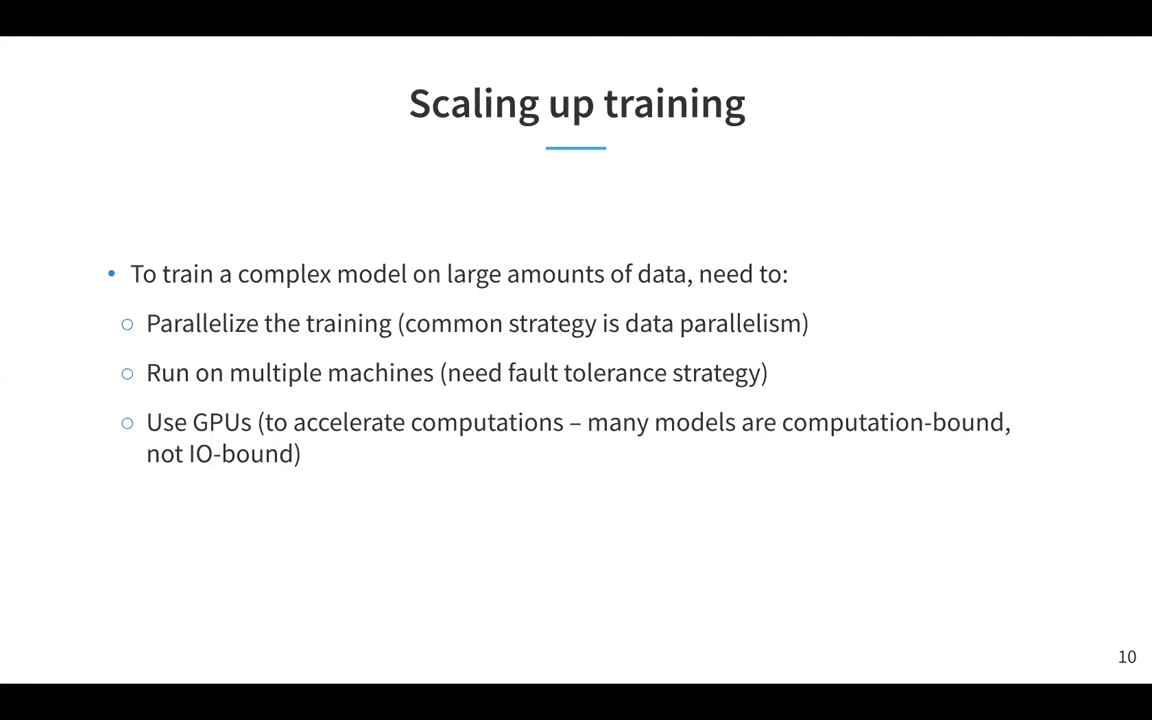 Scaling up training
• To train a complex model on large amounts of data, need to:
○ Parallelize the training (common strategy is data parallelism)
○ Run on multiple machines (need fault tolerance strategy)
○ Use GPUs (to accelerate computations – many models are computation-bound,
not IO-bound)
10